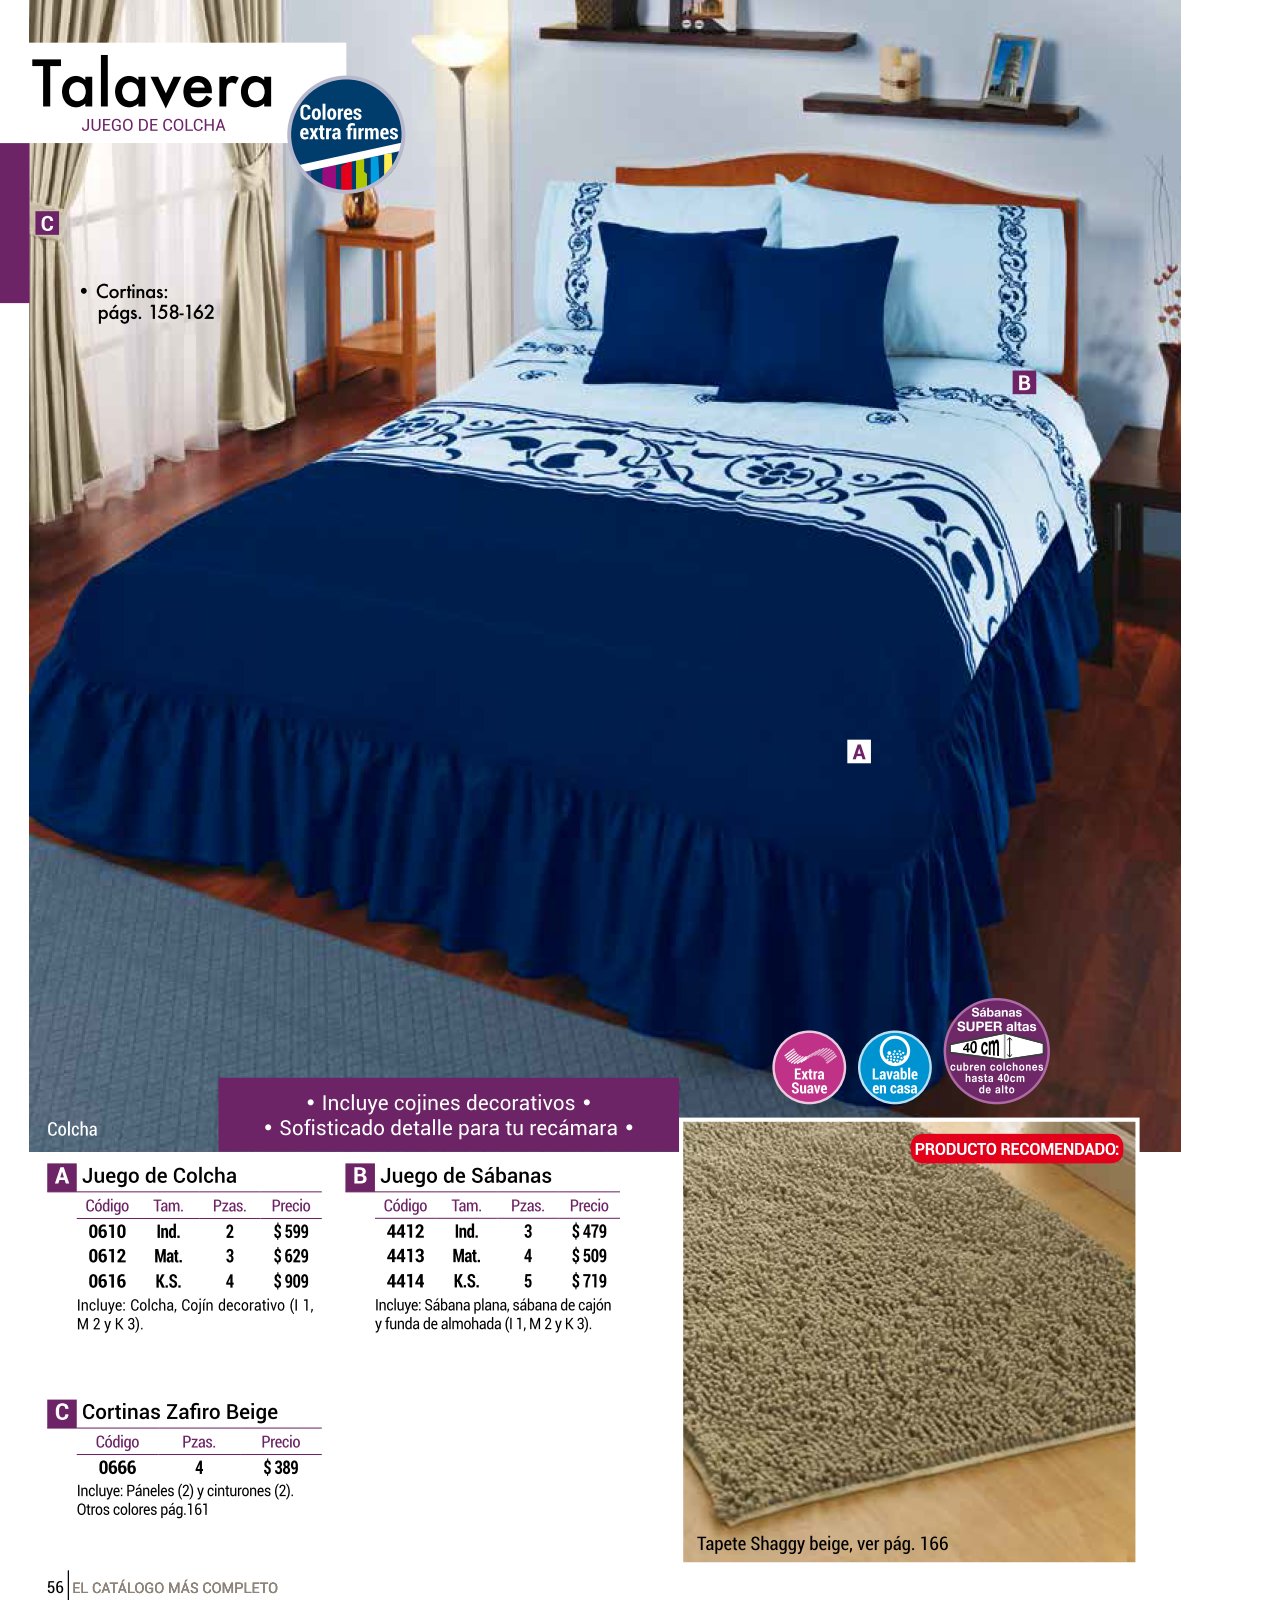 Talavera
JUEGO DE COLCHA
Colores
extra firmes
C
• Cortinas:
págs. 158-162
B
A
Sábanas
SUPER altas
40 cm
cubren colchones
hasta 40cm
de alto
Extra
Suave
Lavable
en casa
• Incluye cojines decorativos •
• Sofisticado detalle para tu recámara •
Colcha
A Juego de Colcha
Código Tam. Pzas. Precio
0610 Ind. 2 $ 599
0612 Mat. 3 $ 629
0616 K.S. 4 $ 909
Incluye: Colcha, Cojín decorativo (I 1,
M 2 y K 3).
B Juego de Sábanas
Código Tam. Pzas. Precio
4412 Ind. 3 $ 479
4413 Mat. 4 $ 509
4414 K.S. 5 $ 719
Incluye: Sábana plana, sábana de cajón
y funda de almohada (I 1, M 2 y K 3).
C Cortinas Zafiro Beige
Código Pzas. Precio
0666 4 $ 389
Incluye: Páneles (2) y cinturones (2).
Otros colores pág.161
PRODUCTO RECOMENDADO:
Tapete Shaggy beige, ver pág. 166
56 EL CATÁLOGO MÁS COMPLETO